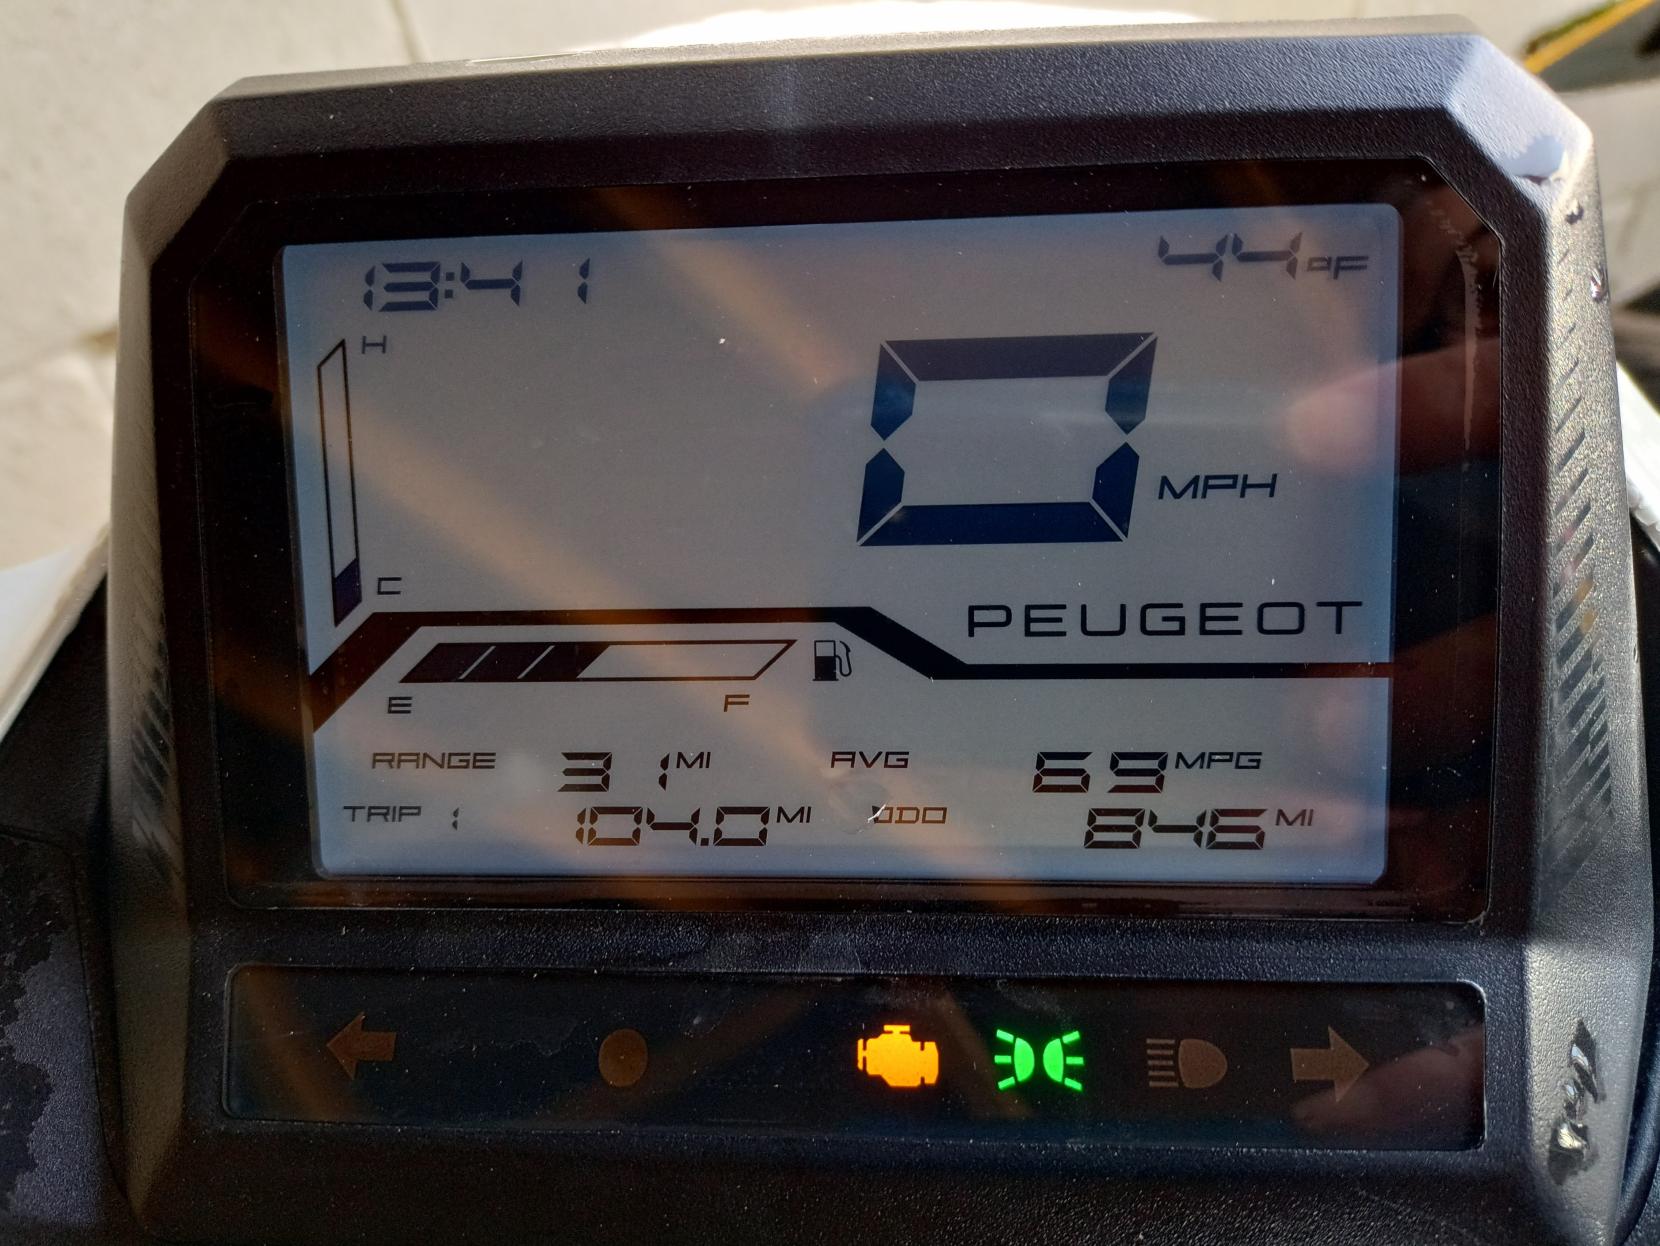 13:41
44°F
H
0 MPH
C
PEUGEOT
E F
RANGE 31 MI AVG 69 MPG
TRIP 1 104.0 MI ODO 846 MI